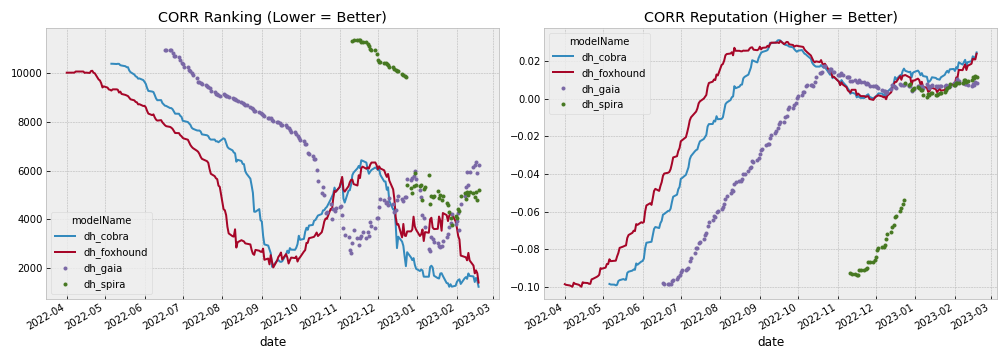 CORR Ranking (Lower = Better)
10000
8000
6000
4000
2000
modelName
dh_cobra
dh_foxhound
dh_gaia
dh_spira
2022-04
2022-05
2022-06
2022-07
2022-08
2022-09
2022-10
2022-11
2022-12
2023-01
2023-02
2023-03
date
CORR Reputation (Higher = Better)
modelName
dh_cobra
dh_foxhound
dh_gaia
dh_spira
0.02
0.00
−0.02
−0.04
−0.06
−0.08
−0.10
2022-04
2022-05
2022-06
2022-07
2022-08
2022-09
2022-10
2022-11
2022-12
2023-01
2023-02
2023-03
date